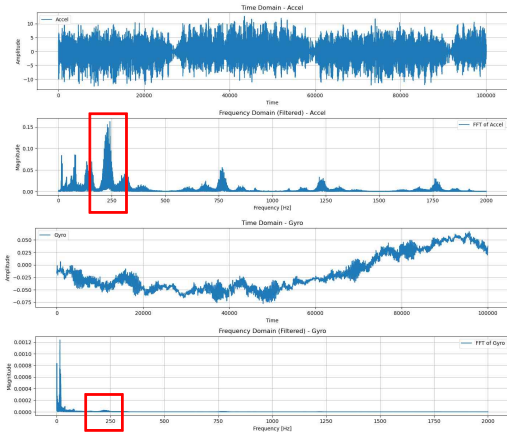 Time Domain - Accel
Accel
Amplitude
10
5
0
−5
−10
0 20000 40000 60000 80000 100000
Time
Frequency Domain (Filtered) - Accel
FFT of Accel
Magnitude
0.15
0.10
0.05
0.00
0 250 500 750 1000 1250 1500 1750 2000
Frequency [Hz]
Time Domain - Gyro
Gyro
Amplitude
0.050
0.025
0.000
−0.025
−0.050
−0.075
0 20000 40000 60000 80000 100000
Time
Frequency Domain (Filtered) - Gyro
FFT of Gyro
Magnitude
0.0012
0.0010
0.0008
0.0006
0.0004
0.0002
0.0000
0 250 500 750 1000 1250 1500 1750 2000
Frequency [Hz]